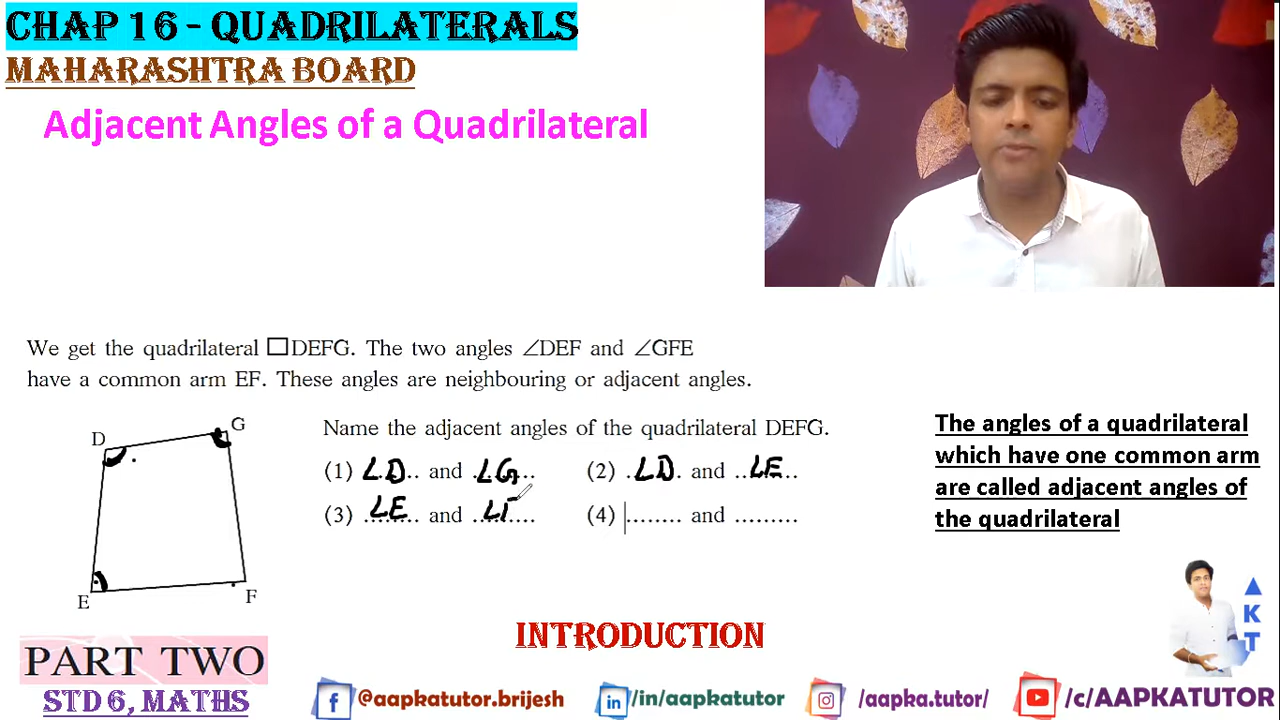 CHAP 16 - QUADRILATERALS
MAHARASHTRA BOARD
Adjacent Angles of a Quadrilateral
We get the quadrilateral □DEFG. The two angles ∠DEF and ∠GFE
have a common arm EF. These angles are neighbouring or adjacent angles.
D
G
E
F
Name the adjacent angles of the quadrilateral DEFG.
(1) ∠D.. and .∠G.. (2) .∠D. and ..∠E..
(3) ..∠E.. and ..∠F.... (4) ........ and .........
The angles of a quadrilateral
which have one common arm
are called adjacent angles of
the quadrilateral
AKT
INTRODUCTION
PART TWO
STD 6, MATHS
f @aapkatutor.brijesh in /in/aapkatutor /aapka.tutor/ /c/AAPKATUTOR